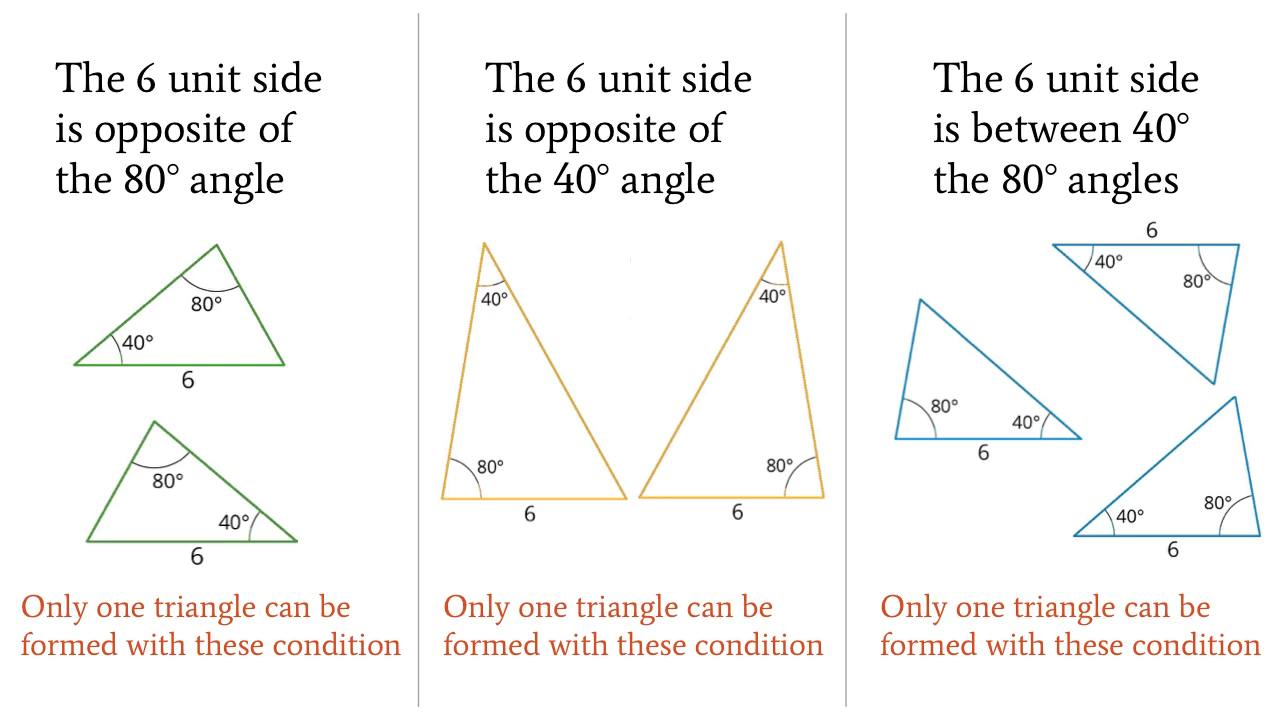 The 6 unit side
is opposite of
the 80° angle
80°
40°
6
80°
40°
6
Only one triangle can be
formed with these condition
The 6 unit side
is opposite of
the 40° angle
40°
80°
6
40°
80°
6
Only one triangle can be
formed with these condition
The 6 unit side
is between 40°
the 80° angles
6
40°
80°
80°
40°
6
40°
80°
6
Only one triangle can be
formed with these condition